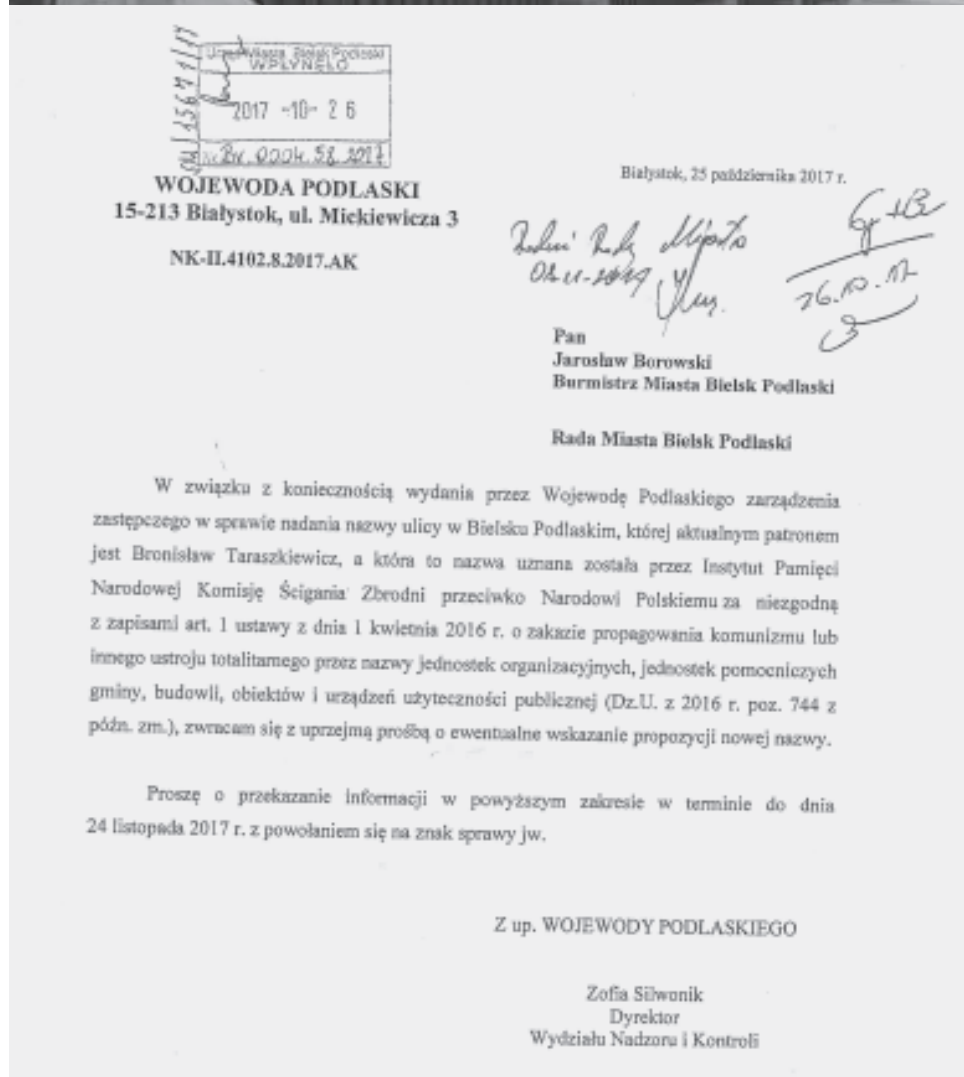 Urząd Miasta Bielsk Podlaski
WPŁYNĘŁO
2017 -10- 26
WOJEWODA PODLASKI
15-213 Białystok, ul. Mickiewicza 3
NK-II.4102.8.2017.AK
Białystok, 25 października 2017 r.
Miasta
26.10.17
Pan
Jarosław Borowski
Burmistrz Miasta Bielsk Podlaski
Rada Miasta Bielsk Podlaski
W związku z koniecznością wydania przez Wojewodę Podlaskiego zarządzenia
zastępczego w sprawie nadania nazwy ulicy w Bielsku Podlaskim, której aktualnym patronem
jest Bronisław Taraszkiewicz, a która to nazwa uznana została przez Instytut Pamięci
Narodowej Komisję Ścigania Zbrodni przeciwko Narodowi Polskiemu za niezgodną
z zapisami art. 1 ustawy z dnia 1 kwietnia 2016 r. o zakazie propagowania komunizmu lub
innego ustroju totalitarnego przez nazwy jednostek organizacyjnych, jednostek pomocniczych
gminy, budowli, obiektów i urządzeń użyteczności publicznej (Dz.U. z 2016 r. poz. 744 z
późn. zm.), zwracam się z uprzejmą prośbą o ewentualne wskazanie propozycji nowej nazwy.
Proszę o przekazanie informacji w powyższym zakresie w terminie do dnia
24 listopada 2017 r. z powołaniem się na znak sprawy jw.
Z up. WOJEWODY PODLASKIEGO
Zofia Silwonik
Dyrektor
Wydziału Nadzoru i Kontroli